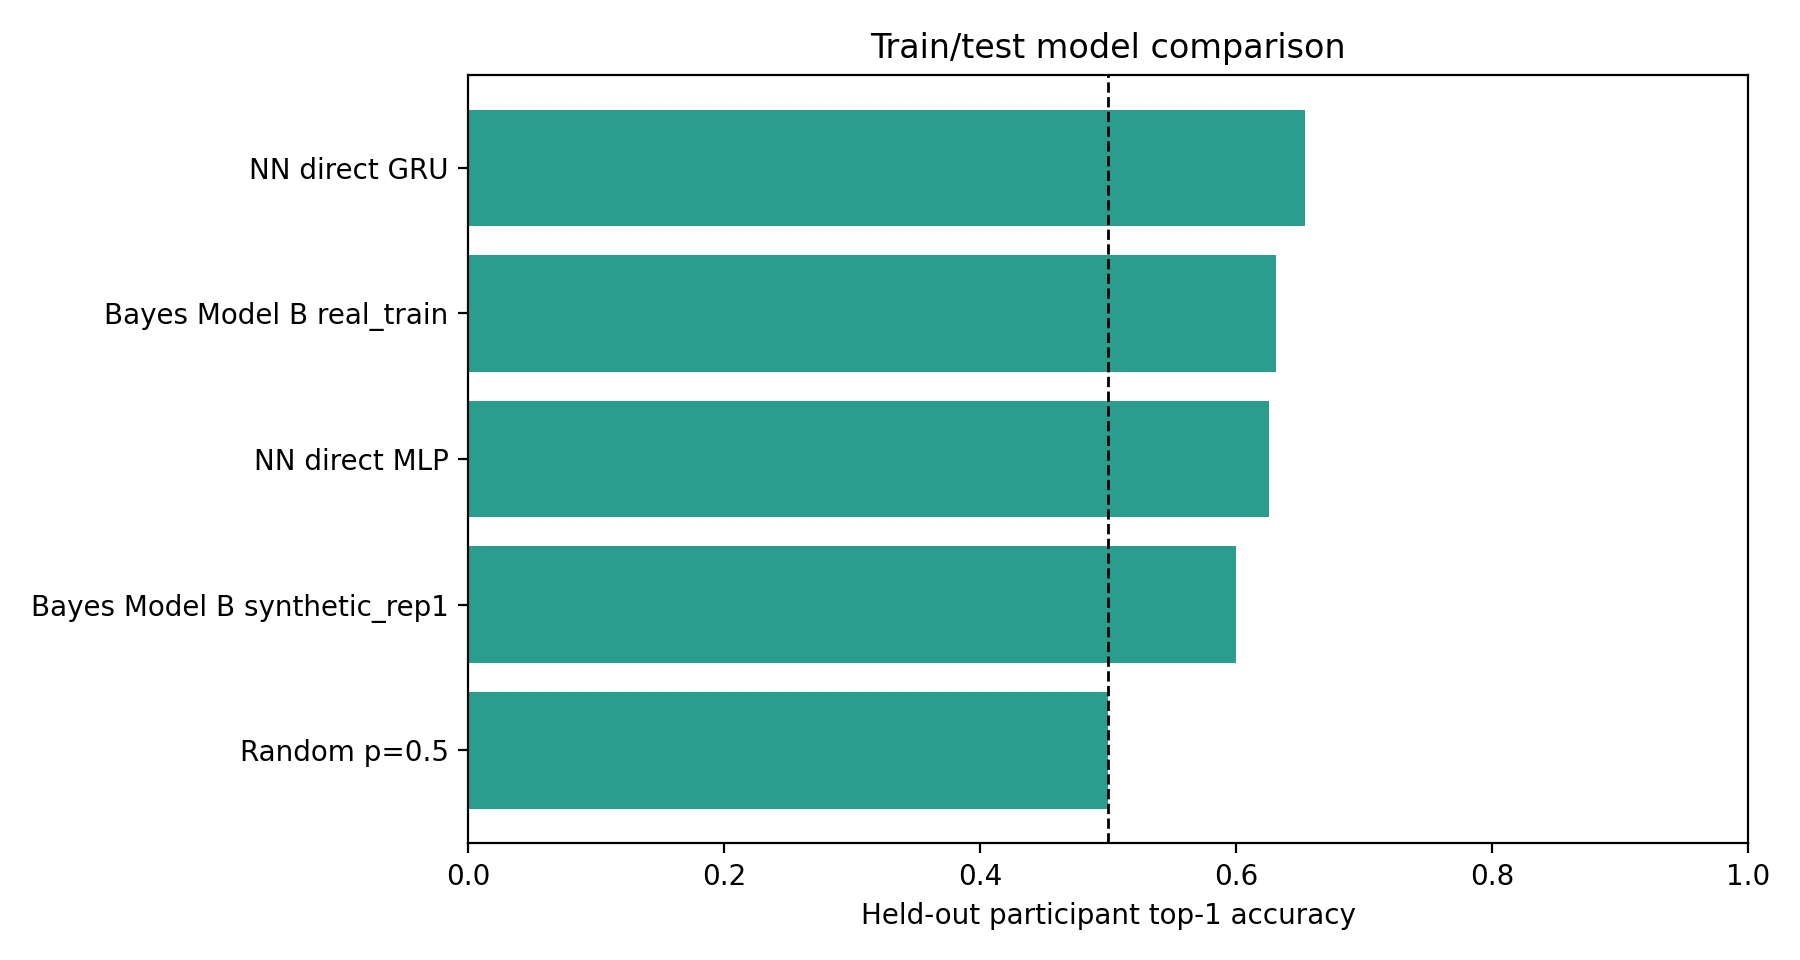 Train/test model comparison
NN direct GRU
Bayes Model B real_train
NN direct MLP
Bayes Model B synthetic_rep1
Random p=0.5
0.0 0.2 0.4 0.6 0.8 1.0
Held-out participant top-1 accuracy